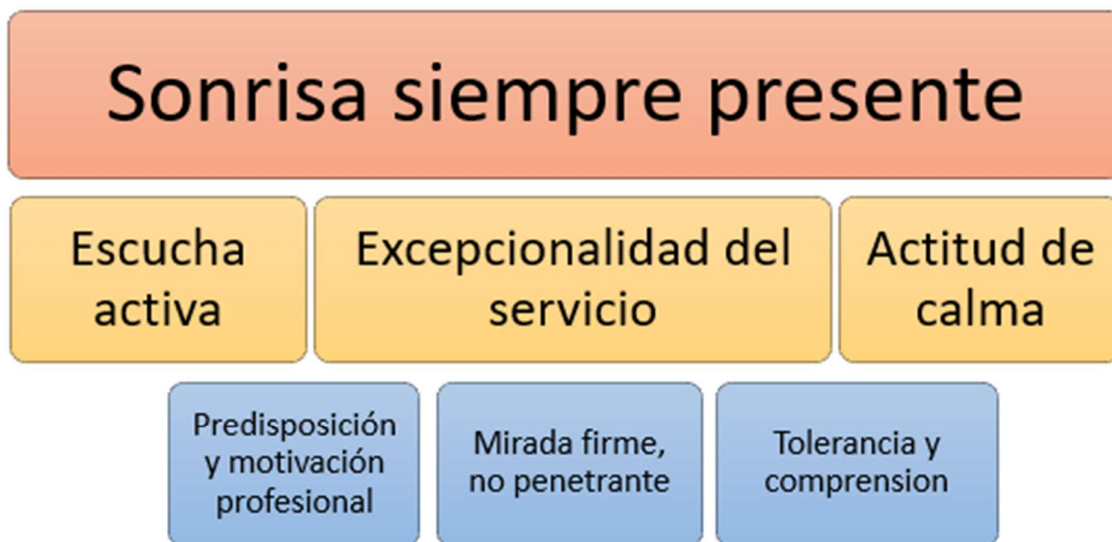 Sonrisa siempre presente
Escucha
activa
Excepcionalidad del
servicio
Actitud de
calma
Predisposición
y motivación
profesional
Mirada firme,
no penetrante
Tolerancia y
comprension